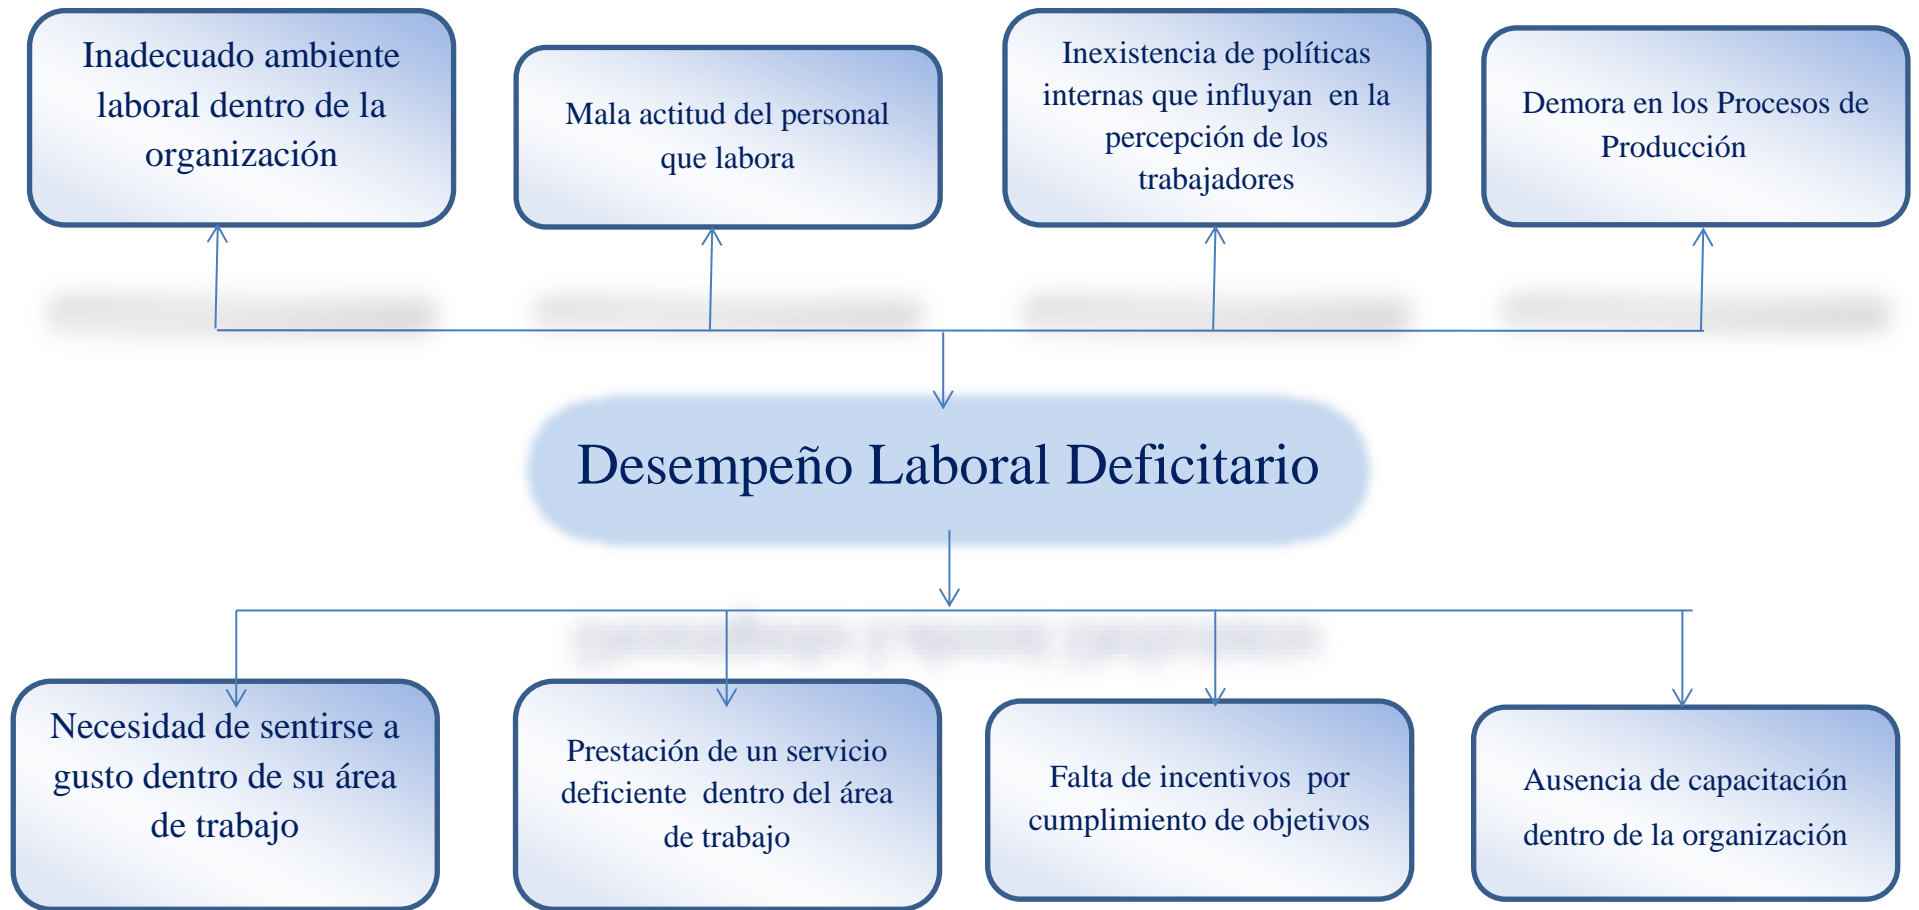 Inadecuado ambiente
laboral dentro de la
organización
Mala actitud del personal
que labora
Inexistencia de políticas
internas que influyan en la
percepción de los
trabajadores
Demora en los Procesos de
Producción
Desempeño Laboral Deficitario
Necesidad de sentirse a
gusto dentro de su área
de trabajo
Prestación de un servicio
deficiente dentro del área
de trabajo
Falta de incentivos por
cumplimiento de objetivos
Ausencia de capacitación
dentro de la organización